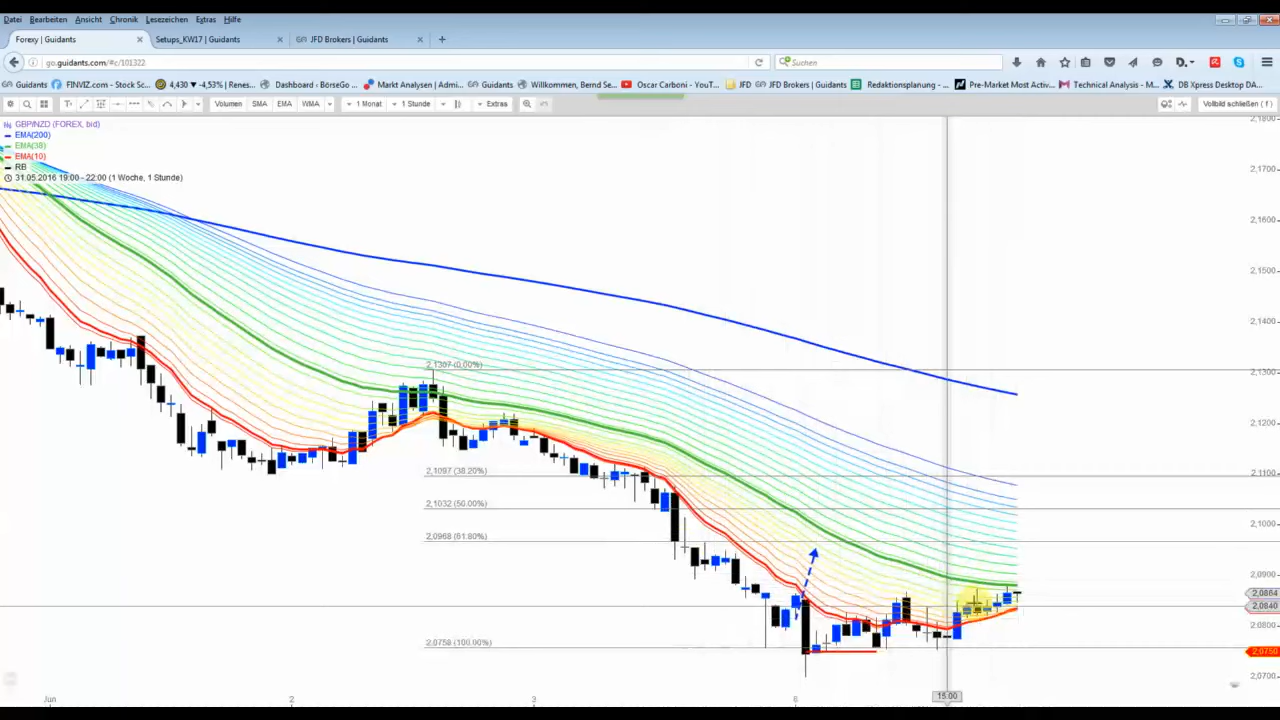 Datei Bearbeiten Ansicht Chronik Lesezeichen Extras Hilfe
Forexy | Guidants Setups_KW17 | Guidants JFD Brokers | Guidants
go.guidants.com/#c/101322 Suchen
Guidants FINVIZ.com - Stock Sc... 4,430 ▼ -4,53% | Renes... Dashboard ‹ BörseGo ... Markt Analysen | Admi... Guidants Willkommen, Bernd Se... Oscar Carboni - YouT... JFD JFD Brokers | Guidants Redaktionsplanung - ... Pre-Market Most Activ... Technical Analysis - M... DB Xpress Desktop DA...
Volumen SMA EMA WMA 1 Monat 1 Stunde Extras Vollbild schließen ( f )
GBP/NZD (FOREX, bid)
EMA(200)
EMA(38)
EMA(10)
RB
31.05.2016 19:00 - 22:00 (1 Woche, 1 Stunde)
2,1800
2,1700
2,1600
2,1500
2,1400
2,1307 (0,00%)
2,1300
2,1200
2,1097 (38,20%)
2,1100
2,1032 (50,00%)
2,1000
2,0968 (61,80%)
2,0900
2,0864
2,0840
2,0800
2,0758 (100,00%)
2,0750
2,0700
Jun 2 3 6 15:00